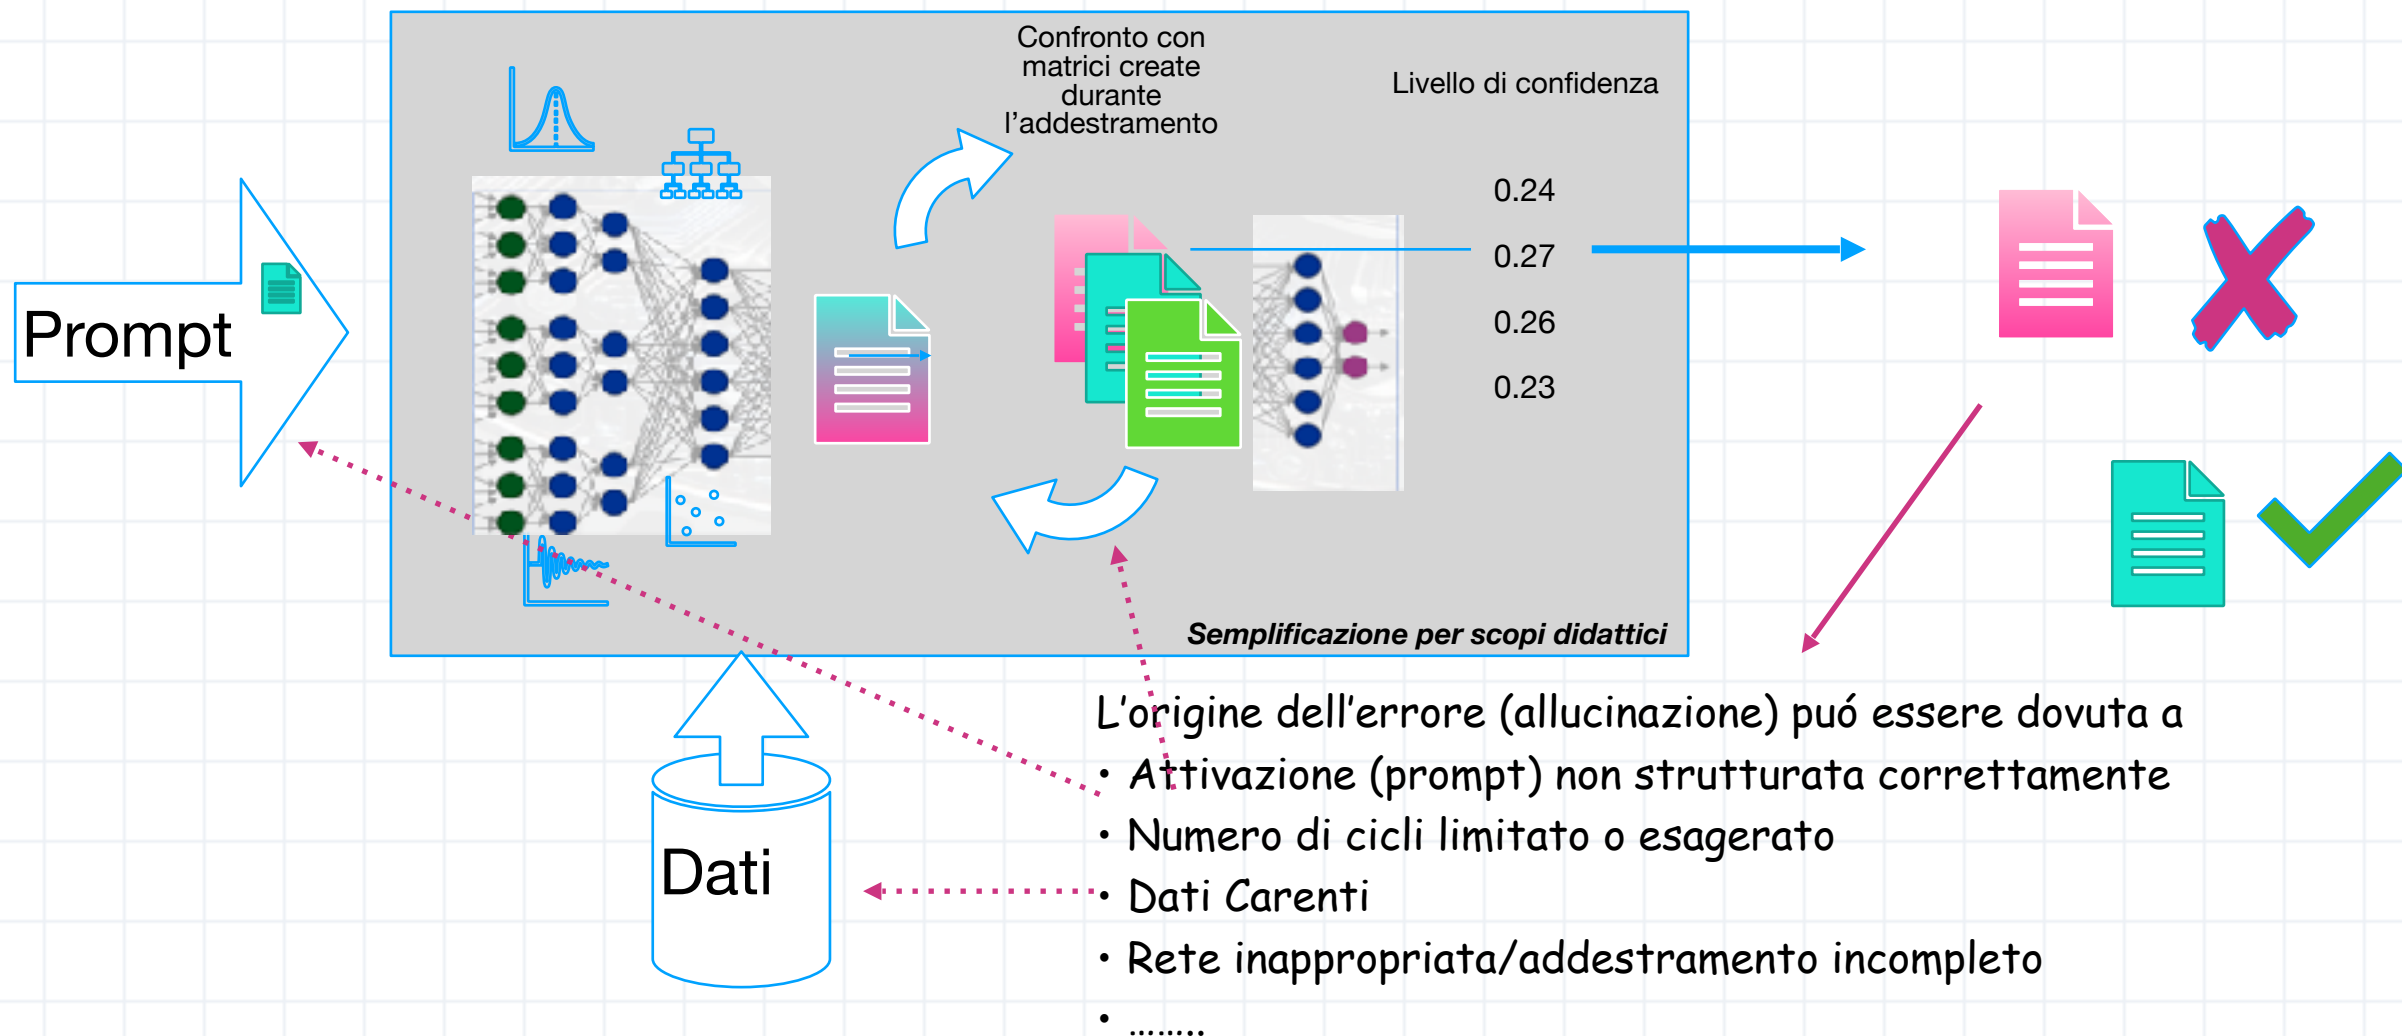 Confronto con
matrici create
durante
l'addestramento
Livello di confidenza
0.24
0.27
0.26
0.23
Prompt
Semplificazione per scopi didattici
Dati
L'origine dell'errore (allucinazione) puó essere dovuta a
• Attivazione (prompt) non strutturata correttamente
• Numero di cicli limitato o esagerato
• Dati Carenti
• Rete inappropriata/addestramento incompleto
• ……..